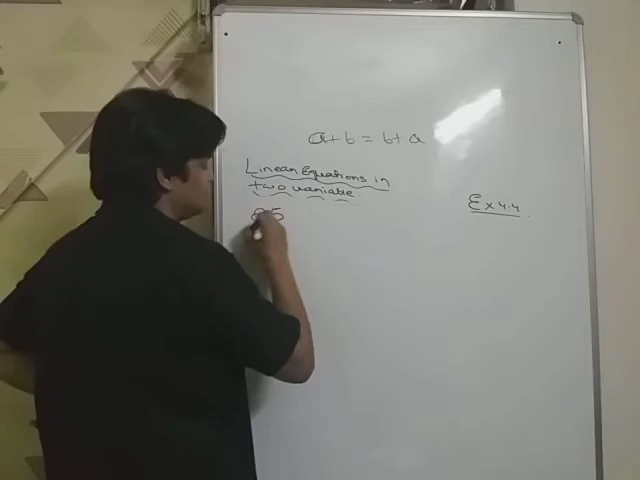 a+b = b+a
Linear Equations in
two variable.
Ex 4.4